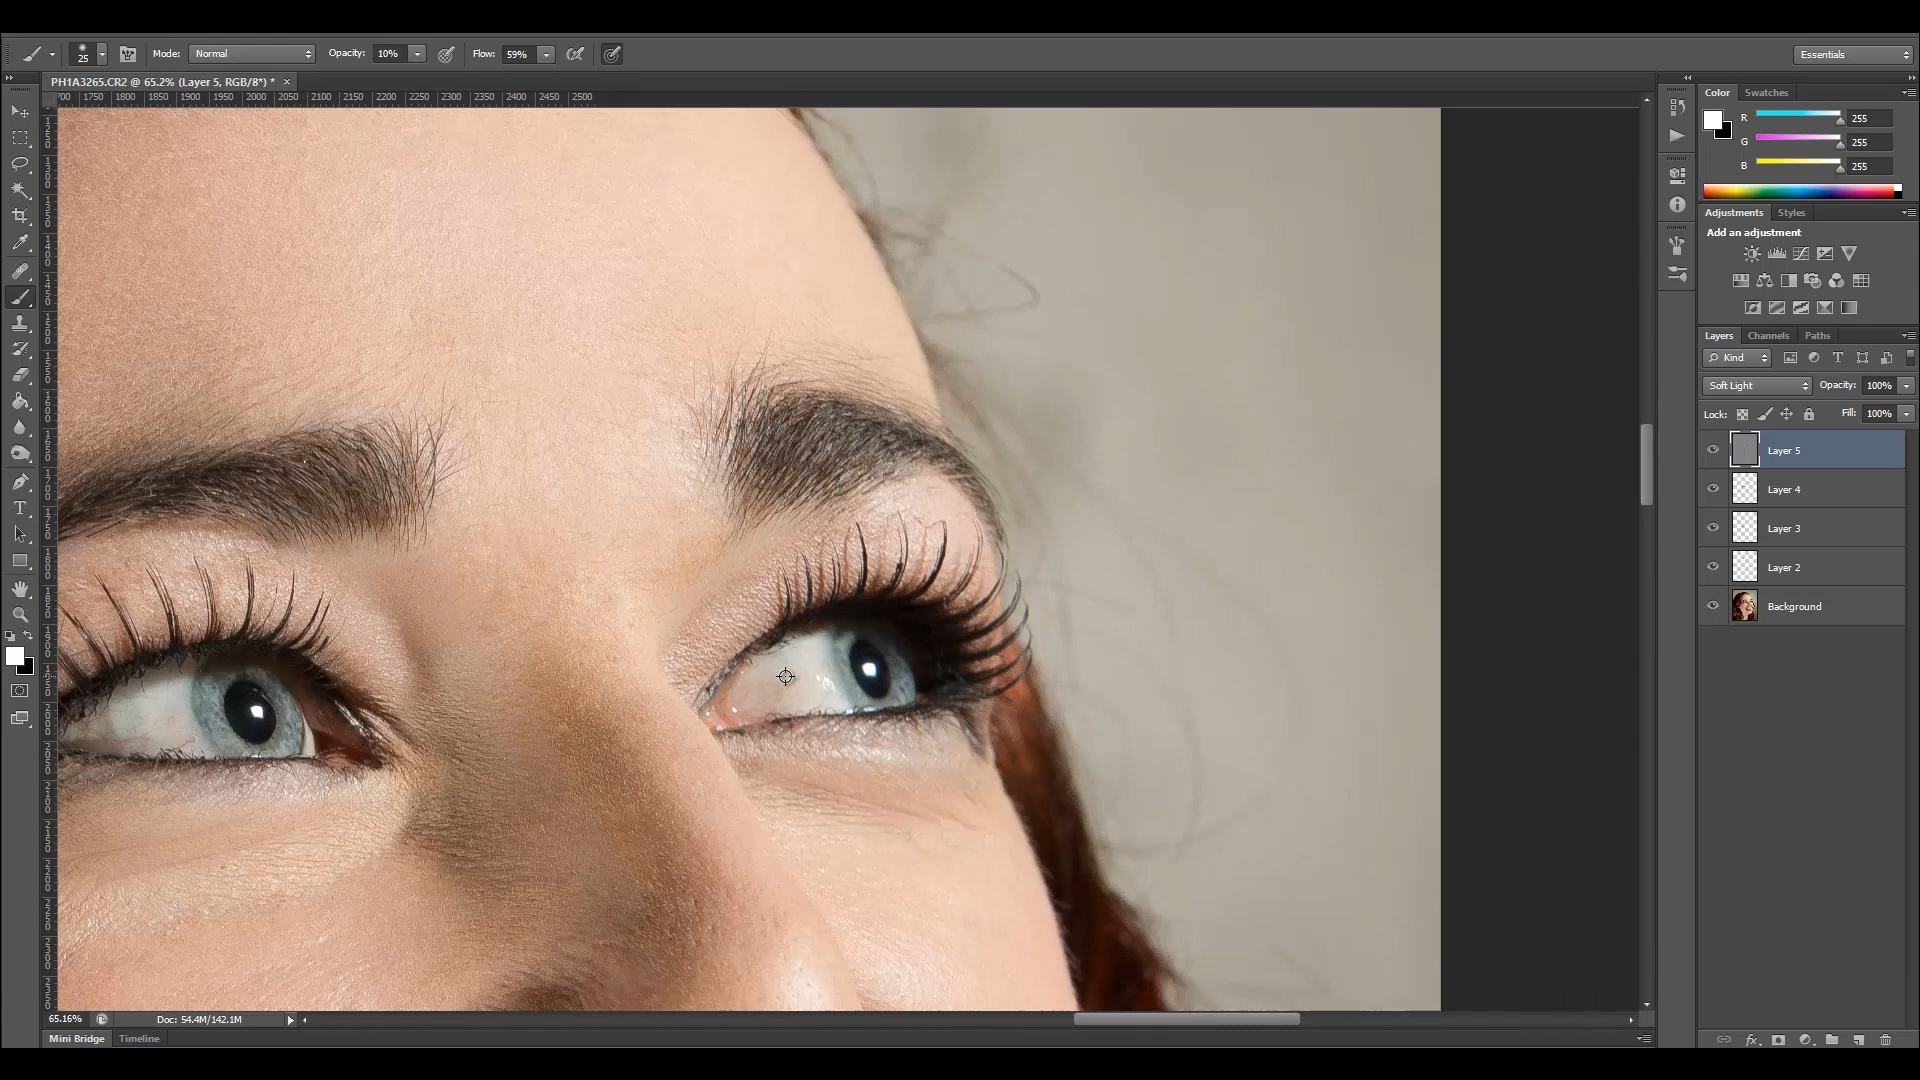 25
Mode: Normal
Opacity: 10%
Flow: 59%
Essentials
PH1A3265.CR2 @ 65.2% (Layer 5, RGB/8*) *
1750 1800 1850 1900 1950 2000 2050 2100 2150 2200 2250 2300 2350 2400 2450 2500
Color Swatches
R 255
G 255
B 255
Adjustments Styles
Add an adjustment
Layers Channels Paths
Kind
Soft Light Opacity: 100%
Lock: Fill: 100%
Layer 5
Layer 4
Layer 3
Layer 2
Background
65.16% Doc: 54.4M/142.1M
Mini Bridge Timeline